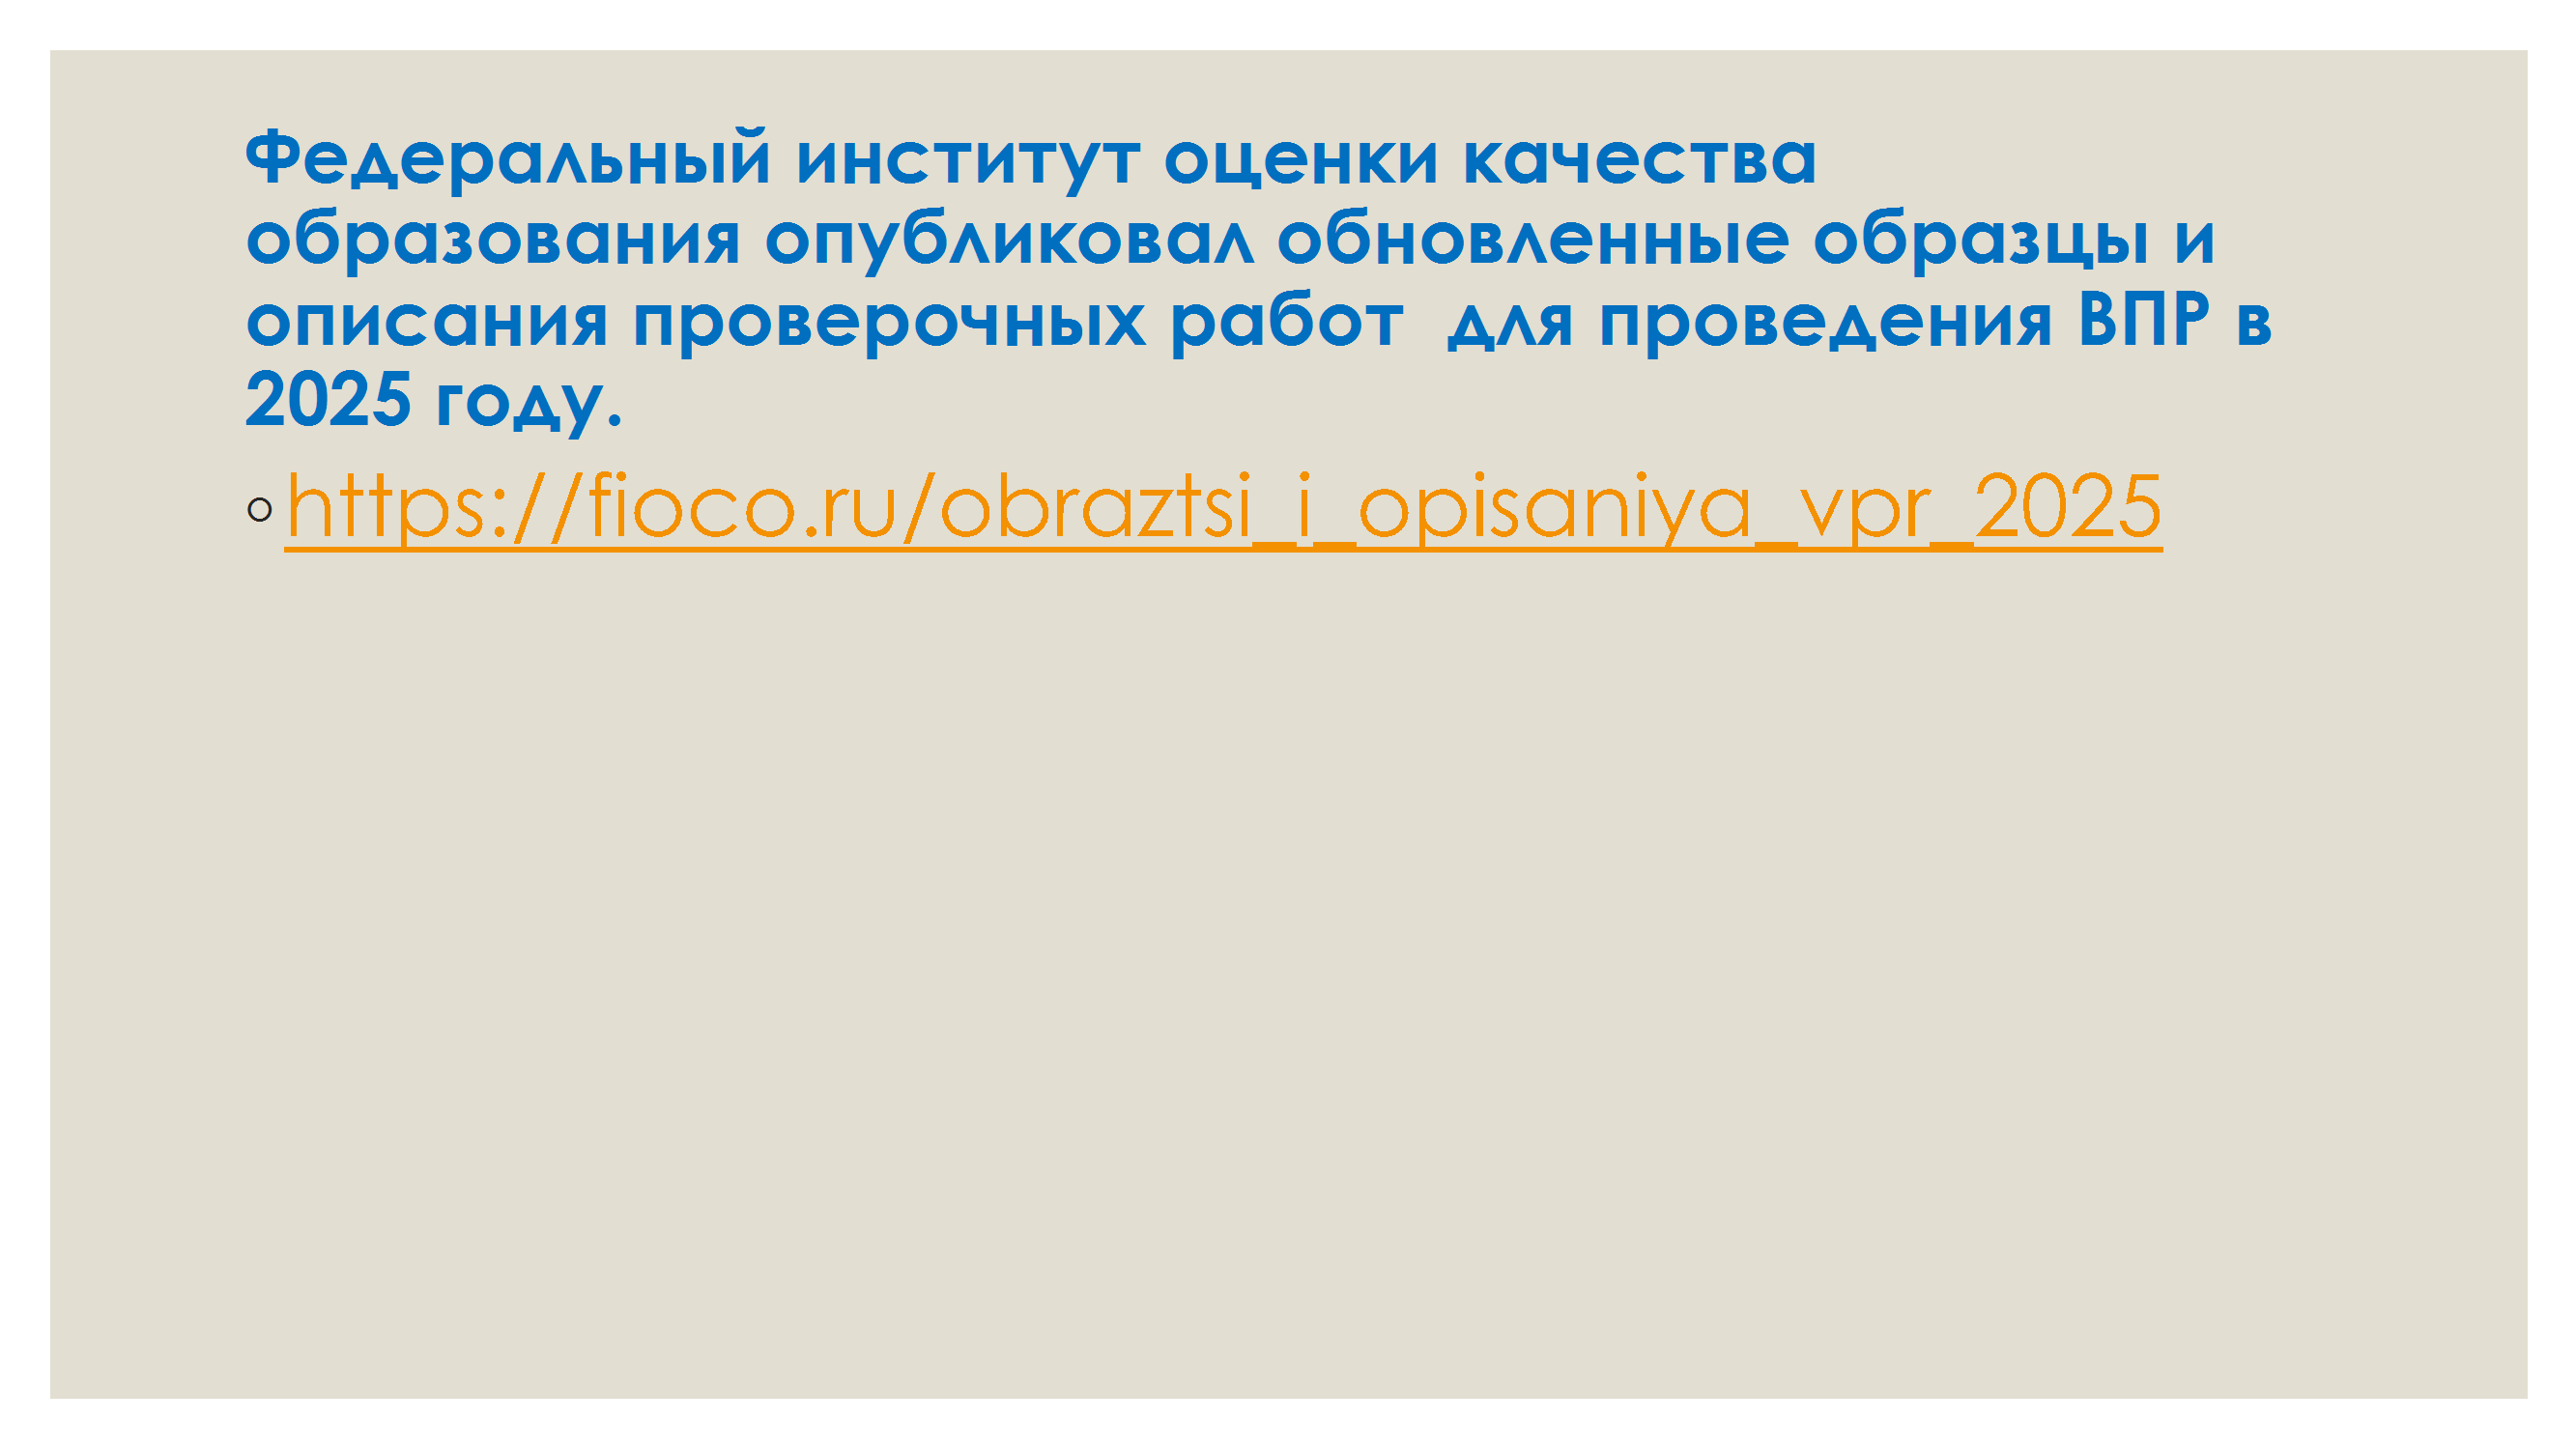 Федеральный институт оценки качества
образования опубликовал обновленные образцы и
описания проверочных работ  для проведения ВПР в
2025 году.
◦https://fioco.ru/obraztsi_i_opisaniya_vpr_2025